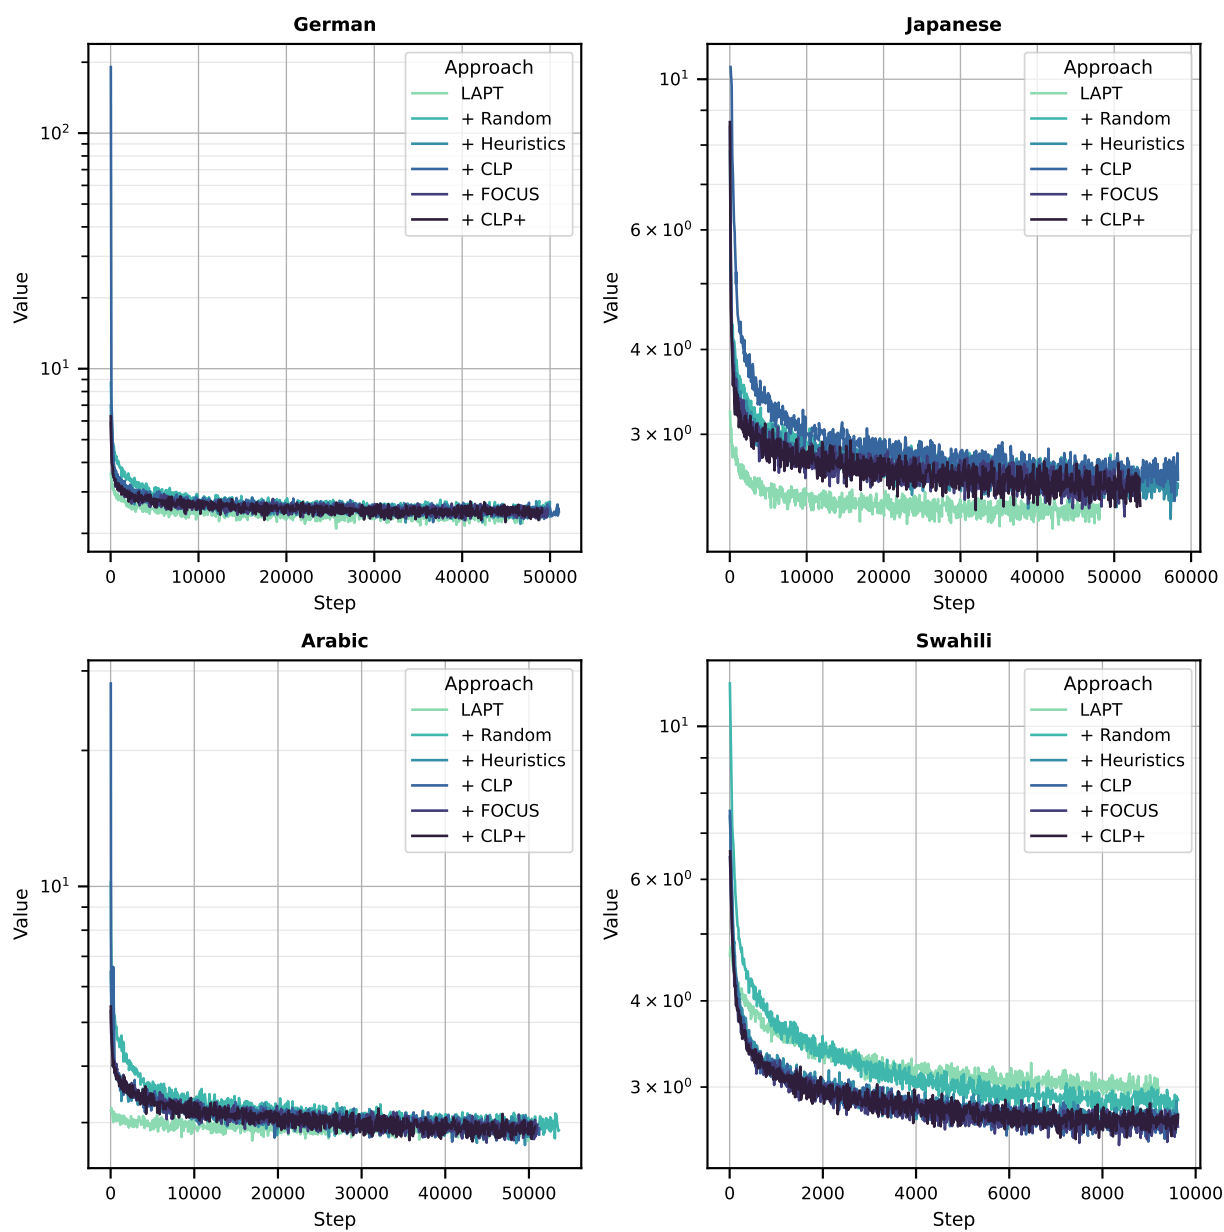 German
Value
10²
10¹
Approach
LAPT
+ Random
+ Heuristics
+ CLP
+ FOCUS
+ CLP+
0 10000 20000 30000 40000 50000
Step
Japanese
Value
10¹
6 × 10⁰
4 × 10⁰
3 × 10⁰
Approach
LAPT
+ Random
+ Heuristics
+ CLP
+ FOCUS
+ CLP+
0 10000 20000 30000 40000 50000 60000
Step
Arabic
Value
10¹
Approach
LAPT
+ Random
+ Heuristics
+ CLP
+ FOCUS
+ CLP+
0 10000 20000 30000 40000 50000
Step
Swahili
Value
10¹
6 × 10⁰
4 × 10⁰
3 × 10⁰
Approach
LAPT
+ Random
+ Heuristics
+ CLP
+ FOCUS
+ CLP+
0 2000 4000 6000 8000 10000
Step